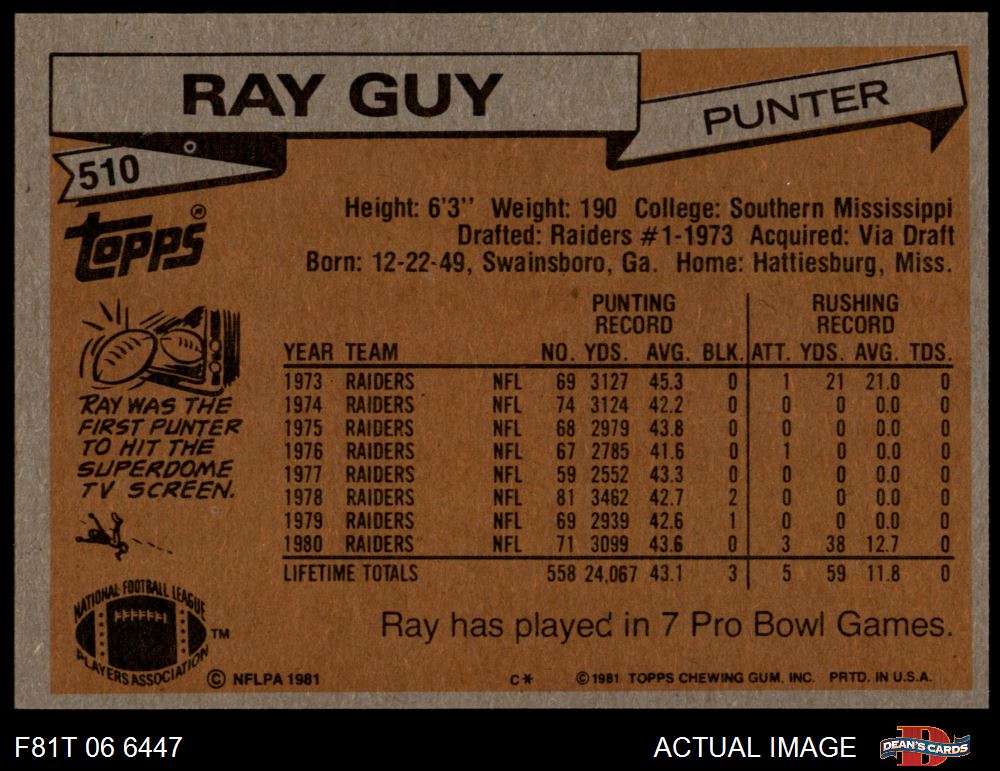 RAY GUY
PUNTER
510
Topps®
Height: 6'3'' Weight: 190 College: Southern Mississippi
Drafted: Raiders #1-1973 Acquired: Via Draft
Born: 12-22-49, Swainsboro, Ga. Home: Hattiesburg, Miss.
RAY WAS THE
FIRST PUNTER
TO HIT THE
SUPERDOME
TV SCREEN.
PUNTING RUSHING
RECORD RECORD
YEAR TEAM NO. YDS. AVG. BLK. ATT. YDS. AVG. TDS.
1973 RAIDERS NFL 69 3127 45.3 0 1 21 21.0 0
1974 RAIDERS NFL 74 3124 42.2 0 0 0 0.0 0
1975 RAIDERS NFL 68 2979 43.8 0 0 0 0.0 0
1976 RAIDERS NFL 67 2785 41.6 0 1 0 0.0 0
1977 RAIDERS NFL 59 2552 43.3 0 0 0 0.0 0
1978 RAIDERS NFL 81 3462 42.7 2 0 0 0.0 0
1979 RAIDERS NFL 69 2939 42.6 1 0 0 0.0 0
1980 RAIDERS NFL 71 3099 43.6 0 3 38 12.7 0
LIFETIME TOTALS 558 24,067 43.1 3 5 59 11.8 0
Ray has played in 7 Pro Bowl Games.
NATIONAL FOOTBALL LEAGUE
PLAYERS ASSOCIATION
TM
© NFLPA 1981
C*
©1981 TOPPS CHEWING GUM, INC. PRTD. IN U.S.A.
F81T 06 6447
ACTUAL IMAGE
DEAN'S CARDS